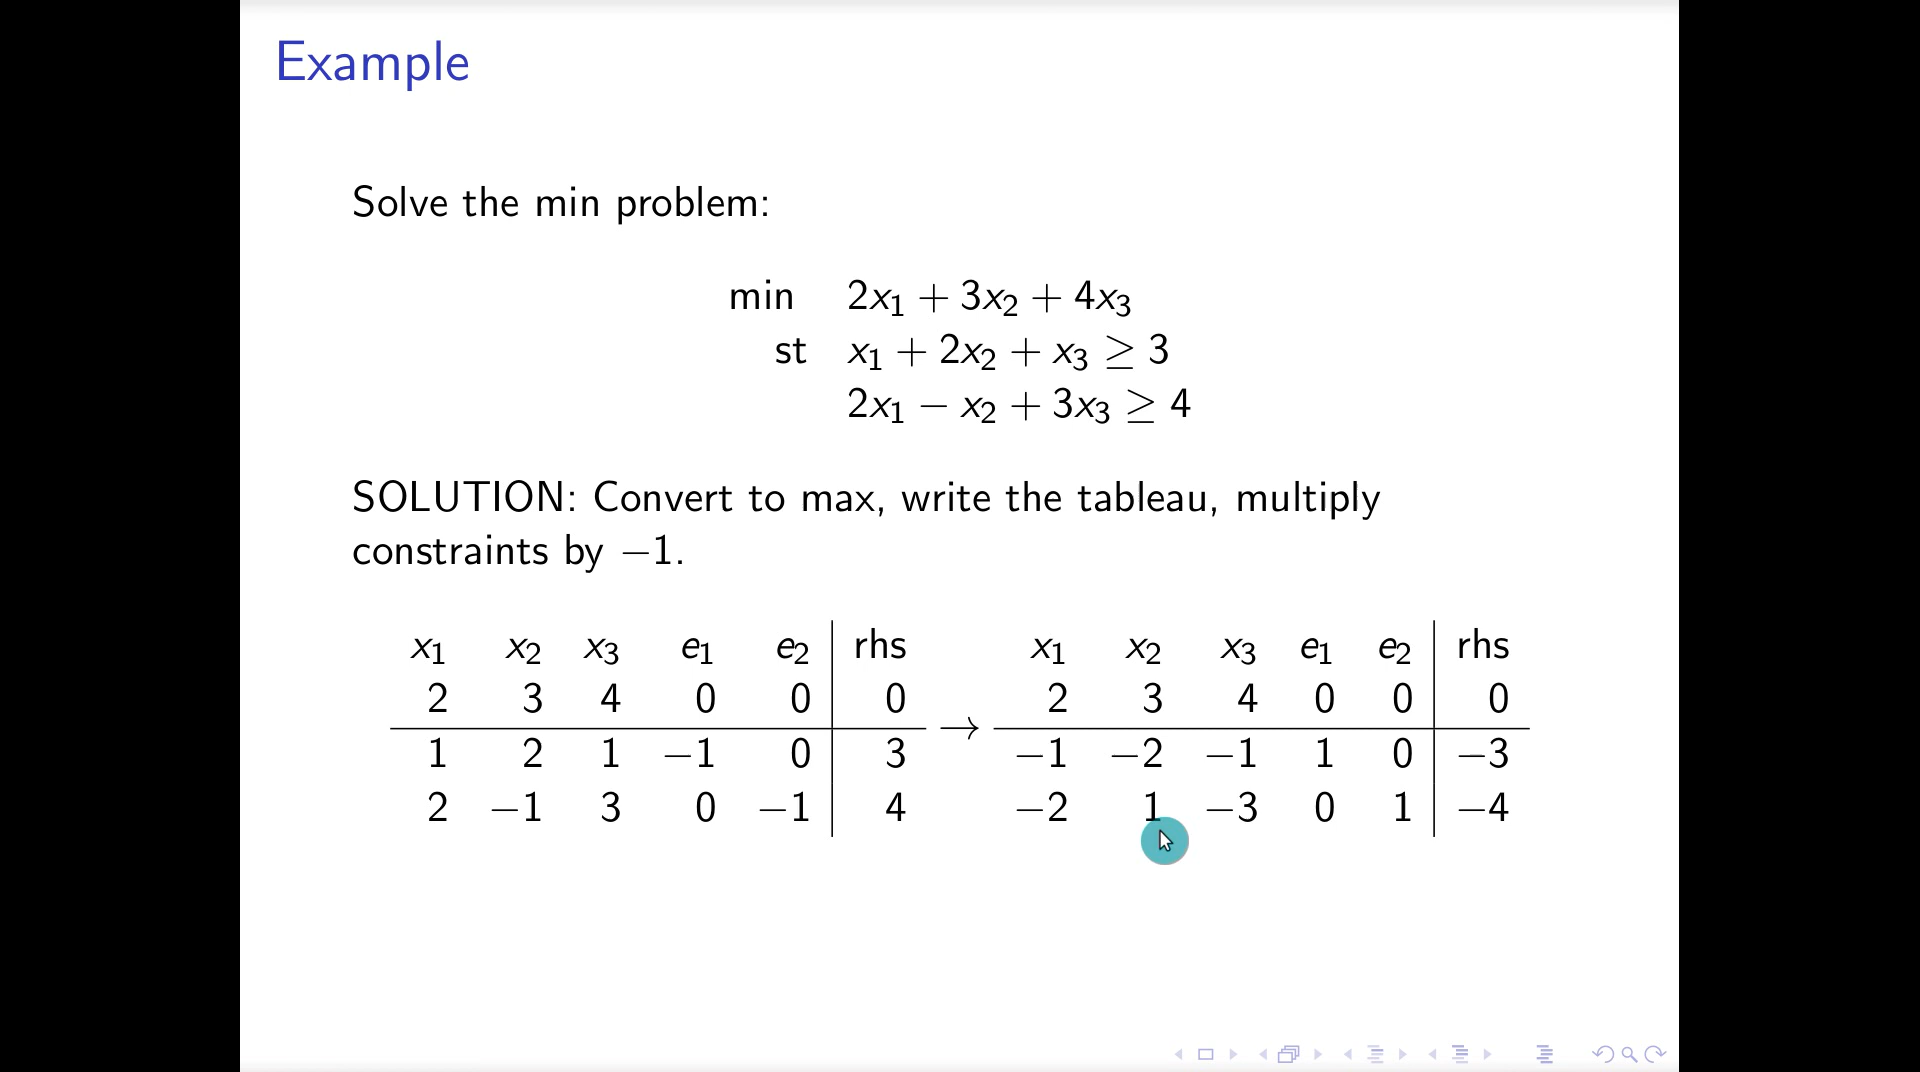 Example
Solve the min problem:
min 2x₁ + 3x₂ + 4x₃
st x₁ + 2x₂ + x₃ ≥ 3
2x₁ − x₂ + 3x₃ ≥ 4
SOLUTION: Convert to max, write the tableau, multiply
constraints by −1.
x₁ x₂ x₃ e₁ e₂ rhs x₁ x₂ x₃ e₁ e₂ rhs
2 3 4 0 0 0 → 2 3 4 0 0 0
1 2 1 −1 0 3 −1 −2 −1 1 0 −3
2 −1 3 0 −1 4 −2 1 −3 0 1 −4